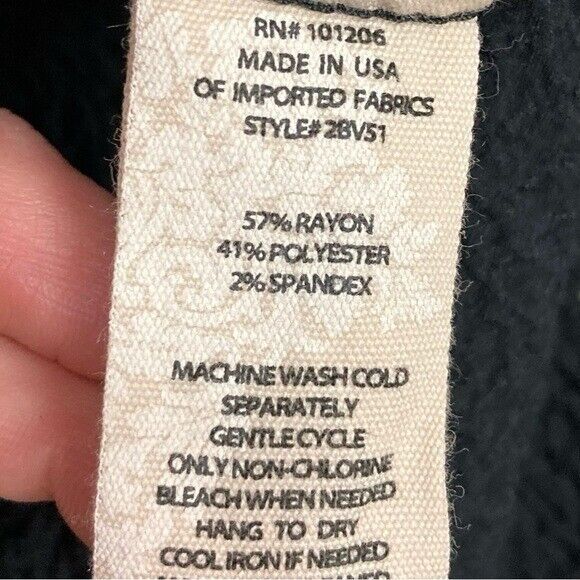 RN# 101206
MADE IN USA
OF IMPORTED FABRICS
STYLE# 2BV51
57% RAYON
41% POLYESTER
2% SPANDEX
MACHINE WASH COLD
SEPARATELY
GENTLE CYCLE
ONLY NON-CHLORINE
BLEACH WHEN NEEDED
HANG TO DRY
COOL IRON IF NEEDED